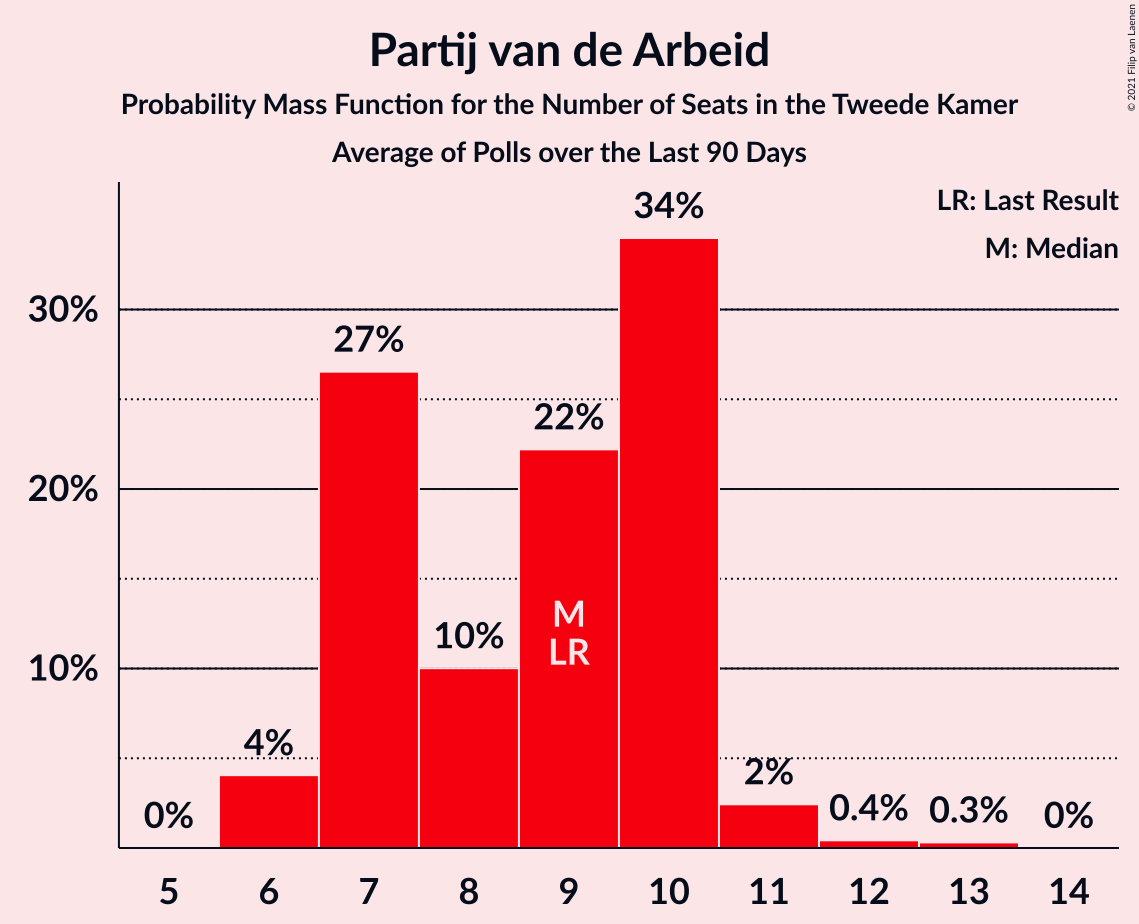 Partij van de Arbeid
Probability Mass Function for the Number of Seats in the Tweede Kamer
Average of Polls over the Last 90 Days
© 2021 Filip van Laenen
LR: Last Result
M: Median
34%
30%
27%
22%
20%
M
LR
10%
10%
4%
2%
0%
0.4%
0.3%
0%
5 6 7 8 9 10 11 12 13 14